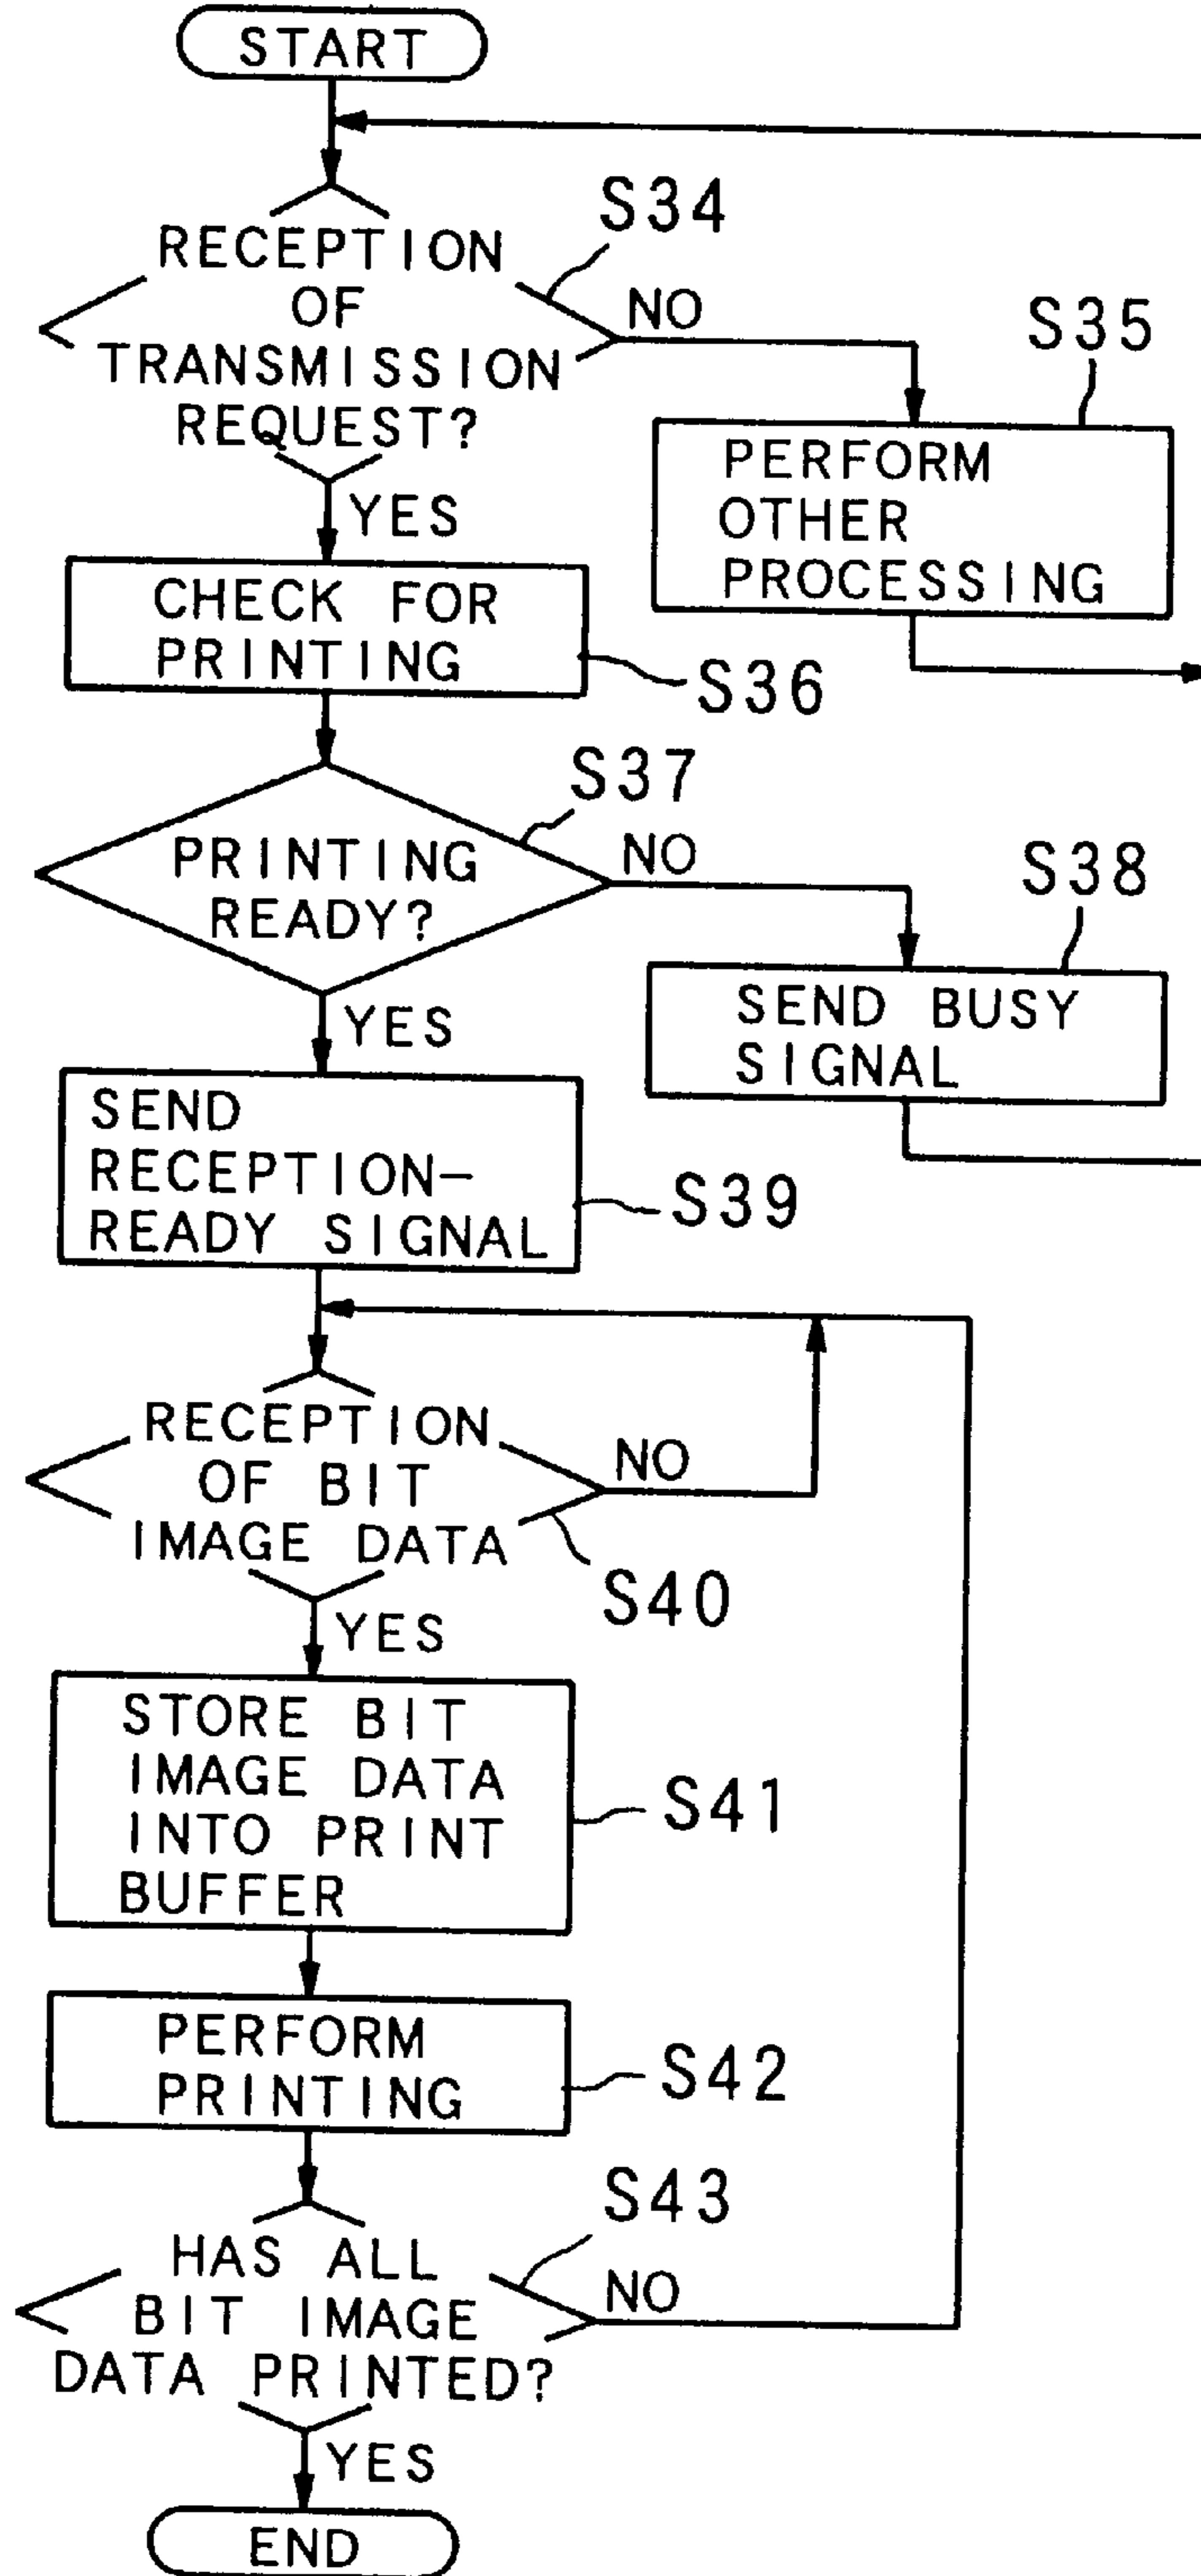 START
S34
RECEPTION
OF
TRANSMISSION
REQUEST?
NO
S35
PERFORM
OTHER
PROCESSING
YES
CHECK FOR
PRINTING
S36
S37
PRINTING
READY?
NO
S38
SEND BUSY
SIGNAL
YES
SEND
RECEPTION-
READY SIGNAL
S39
RECEPTION
OF BIT
IMAGE DATA
NO
S40
YES
STORE BIT
IMAGE DATA
INTO PRINT
BUFFER
S41
PERFORM
PRINTING
S42
S43
HAS ALL
BIT IMAGE
DATA PRINTED?
NO
YES
END